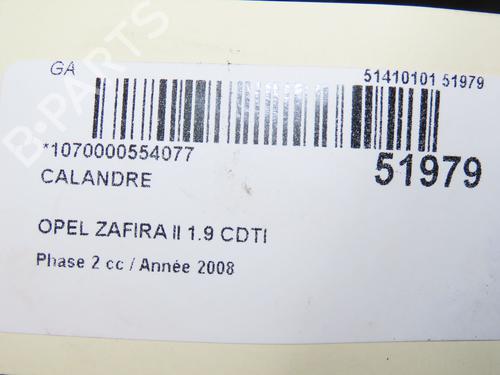 GA
51410101 51979
*1070000554077
51979
CALANDRE
OPEL ZAFIRA II 1.9 CDTI
Phase 2 cc / Année 2008
B-PARTS